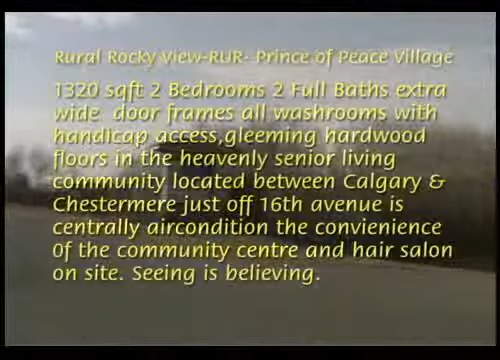 Rural Rocky View-RUR- Prince of Peace Village
1320 sqft 2 Bedrooms 2 Full Baths extra
wide door frames all washrooms with
handicap access,gleeming hardwood
floors in the heavenly senior living
community located between Calgary &
Chestermere just off 16th avenue is
centrally aircondition the convienience
0f the community centre and hair salon
on site. Seeing is believing.